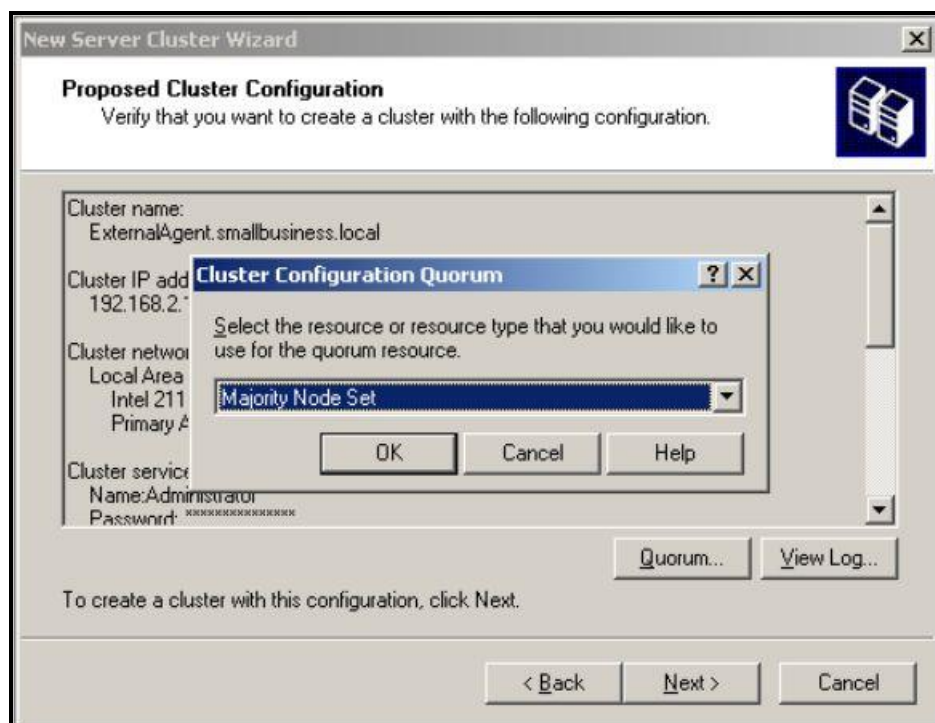 New Server Cluster Wizard
Proposed Cluster Configuration
Verify that you want to create a cluster with the following configuration.
Cluster name:
ExternalAgent.smallbusiness.local
Cluster IP add
192.168.2.
Cluster networ
Local Area
Intel 211
Primary A
Cluster service
Name:Administrator
Password: ***************
Cluster Configuration Quorum
Select the resource or resource type that you would like to
use for the quorum resource.
Majority Node Set
OK Cancel Help
Quorum... View Log...
To create a cluster with this configuration, click Next.
< Back Next > Cancel